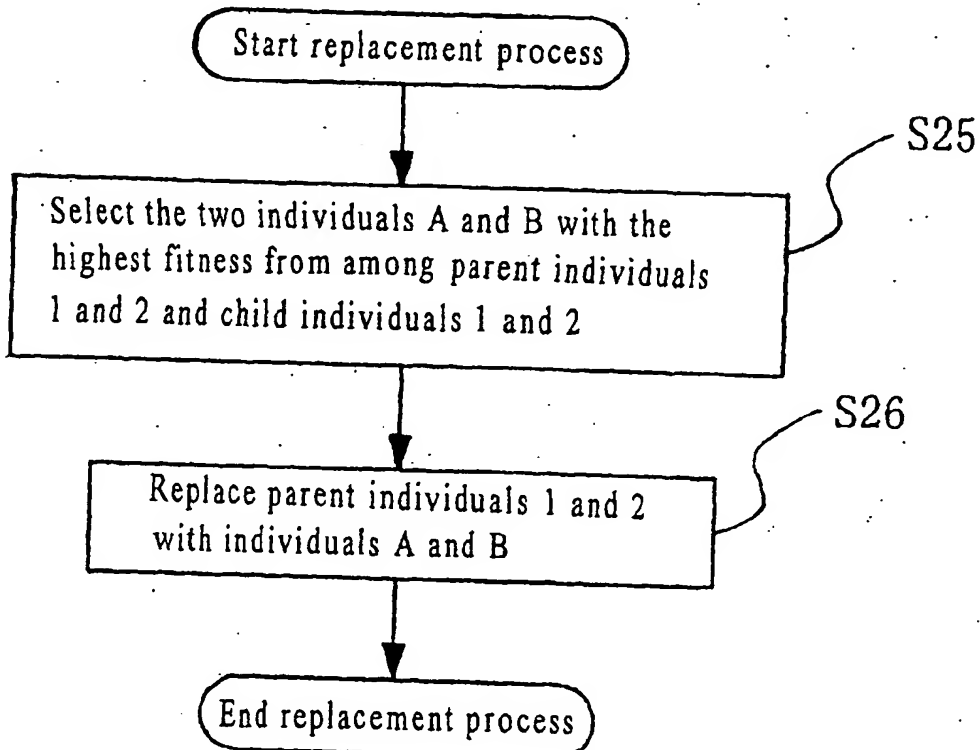 Start replacement process
S25
Select the two individuals A and B with the
highest fitness from among parent individuals
1 and 2 and child individuals 1 and 2
S26
Replace parent individuals 1 and 2
with individuals A and B
End replacement process